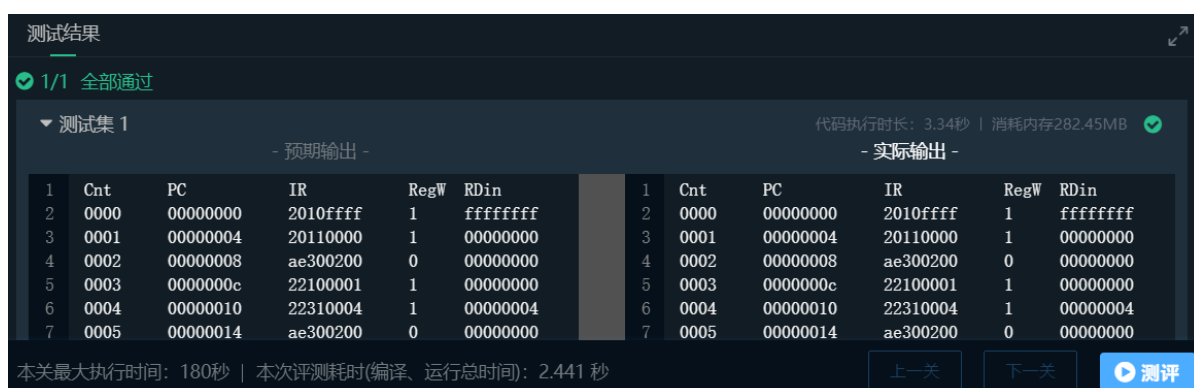 测试结果
1/1 全部通过
测试集 1 代码执行时长：3.34秒 | 消耗内存282.45MB
- 预期输出 - - 实际输出 -
1 Cnt PC IR RegW RDin 1 Cnt PC IR RegW RDin
2 0000 00000000 2010ffff 1 ffffffff 2 0000 00000000 2010ffff 1 ffffffff
3 0001 00000004 20110000 1 00000000 3 0001 00000004 20110000 1 00000000
4 0002 00000008 ae300200 0 00000000 4 0002 00000008 ae300200 0 00000000
5 0003 0000000c 22100001 1 00000000 5 0003 0000000c 22100001 1 00000000
6 0004 00000010 22310004 1 00000004 6 0004 00000010 22310004 1 00000004
7 0005 00000014 ae300200 0 00000000 7 0005 00000014 ae300200 0 00000000
本关最大执行时间：180秒 | 本次评测耗时(编译、运行总时间)：2.441 秒 上一关 下一关 测评